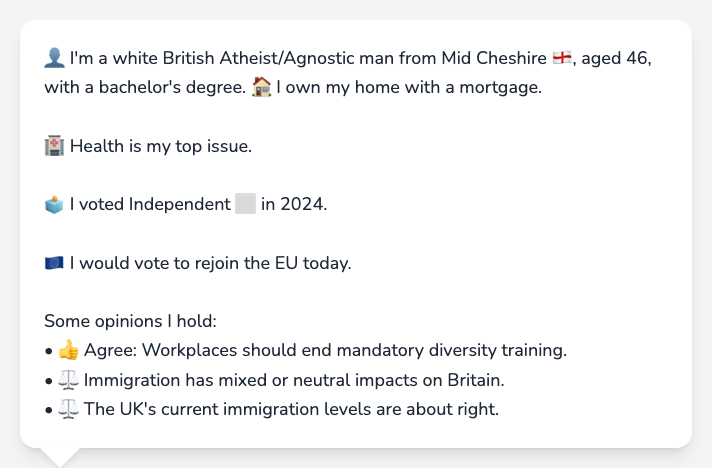 👤 I'm a white British Atheist/Agnostic man from Mid Cheshire 🏴󠁧󠁢󠁥󠁮󠁧󠁿, aged 46,
with a bachelor's degree. 🏠 I own my home with a mortgage.
🏥 Health is my top issue.
🗳️ I voted Independent ⬜ in 2024.
🇪🇺 I would vote to rejoin the EU today.
Some opinions I hold:
• 👍 Agree: Workplaces should end mandatory diversity training.
• ⚖️ Immigration has mixed or neutral impacts on Britain.
• ⚖️ The UK's current immigration levels are about right.